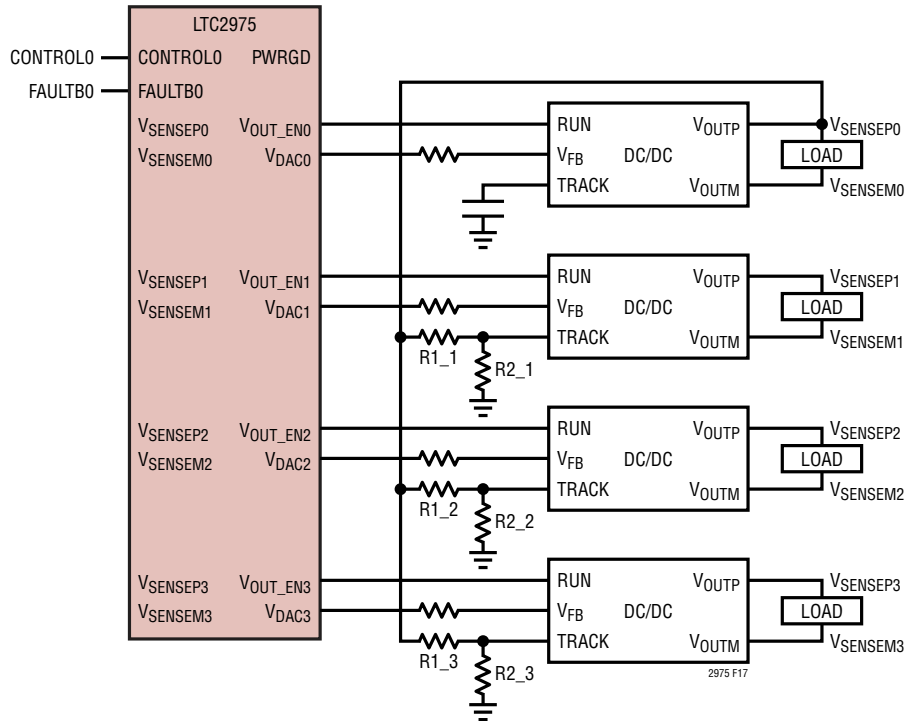 LTC2975
CONTROL0 CONTROL0 PWRGD
FAULTB0 FAULTB0
VSENSEP0 VOUT_EN0 RUN VOUTP VSENSEP0
VSENSEM0 VDAC0 VFB DC/DC LOAD
TRACK VOUTM VSENSEM0
VSENSEP1 VOUT_EN1 RUN VOUTP VSENSEP1
VSENSEM1 VDAC1 VFB DC/DC LOAD
TRACK VOUTM VSENSEM1
R1_1
R2_1
VSENSEP2 VOUT_EN2 RUN VOUTP VSENSEP2
VSENSEM2 VDAC2 VFB DC/DC LOAD
TRACK VOUTM VSENSEM2
R1_2
R2_2
VSENSEP3 VOUT_EN3 RUN VOUTP VSENSEP3
VSENSEM3 VDAC3 VFB DC/DC LOAD
TRACK VOUTM VSENSEM3
R1_3
R2_3
2975 F17